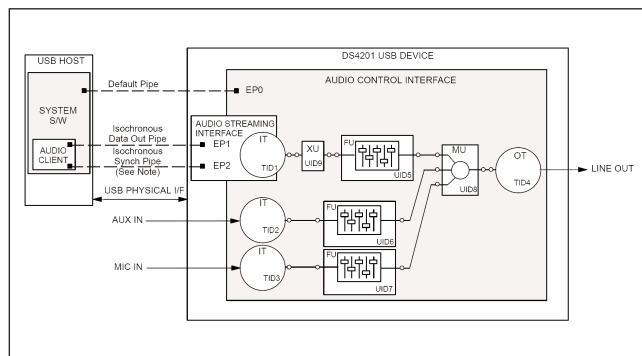 DS4201 USB DEVICE
USB HOST
AUDIO CONTROL INTERFACE
SYSTEM
S/W
Default Pipe
EP0
AUDIO STREAMING
INTERFACE
Isochronous
Data Out Pipe
EP1
Isochronous
Synch Pipe
(See Note)
EP2
AUDIO
CLIENT
USB PHYSICAL I/F
IT
TID1
XU
UID9
FU
UID5
MU
UID8
OT
TID4
LINE OUT
AUX IN
IT
TID2
FU
UID6
MIC IN
IT
TID3
FU
UID7